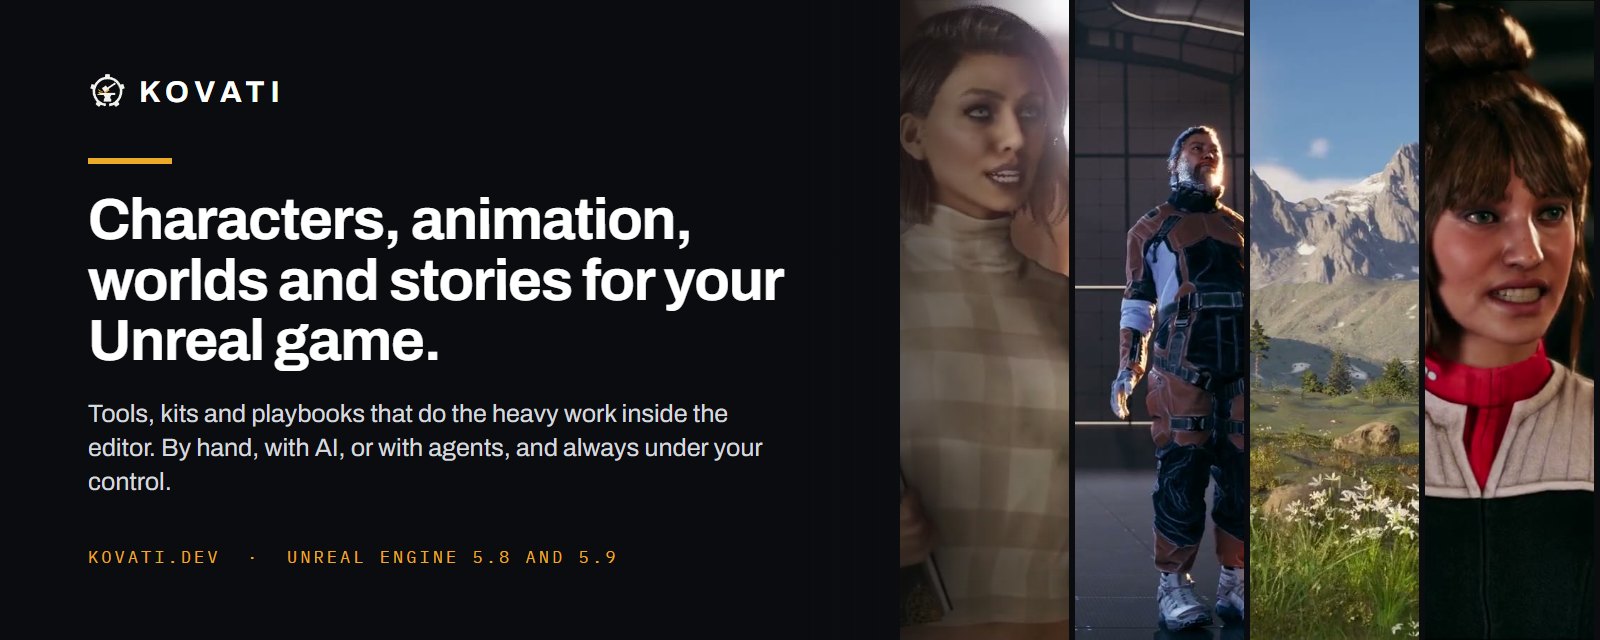 KOVATI
Characters, animation,
worlds and stories for your
Unreal game.
Tools, kits and playbooks that do the heavy work inside the
editor. By hand, with AI, or with agents, and always under your
control.
KOVATI.DEV · UNREAL ENGINE 5.8 AND 5.9